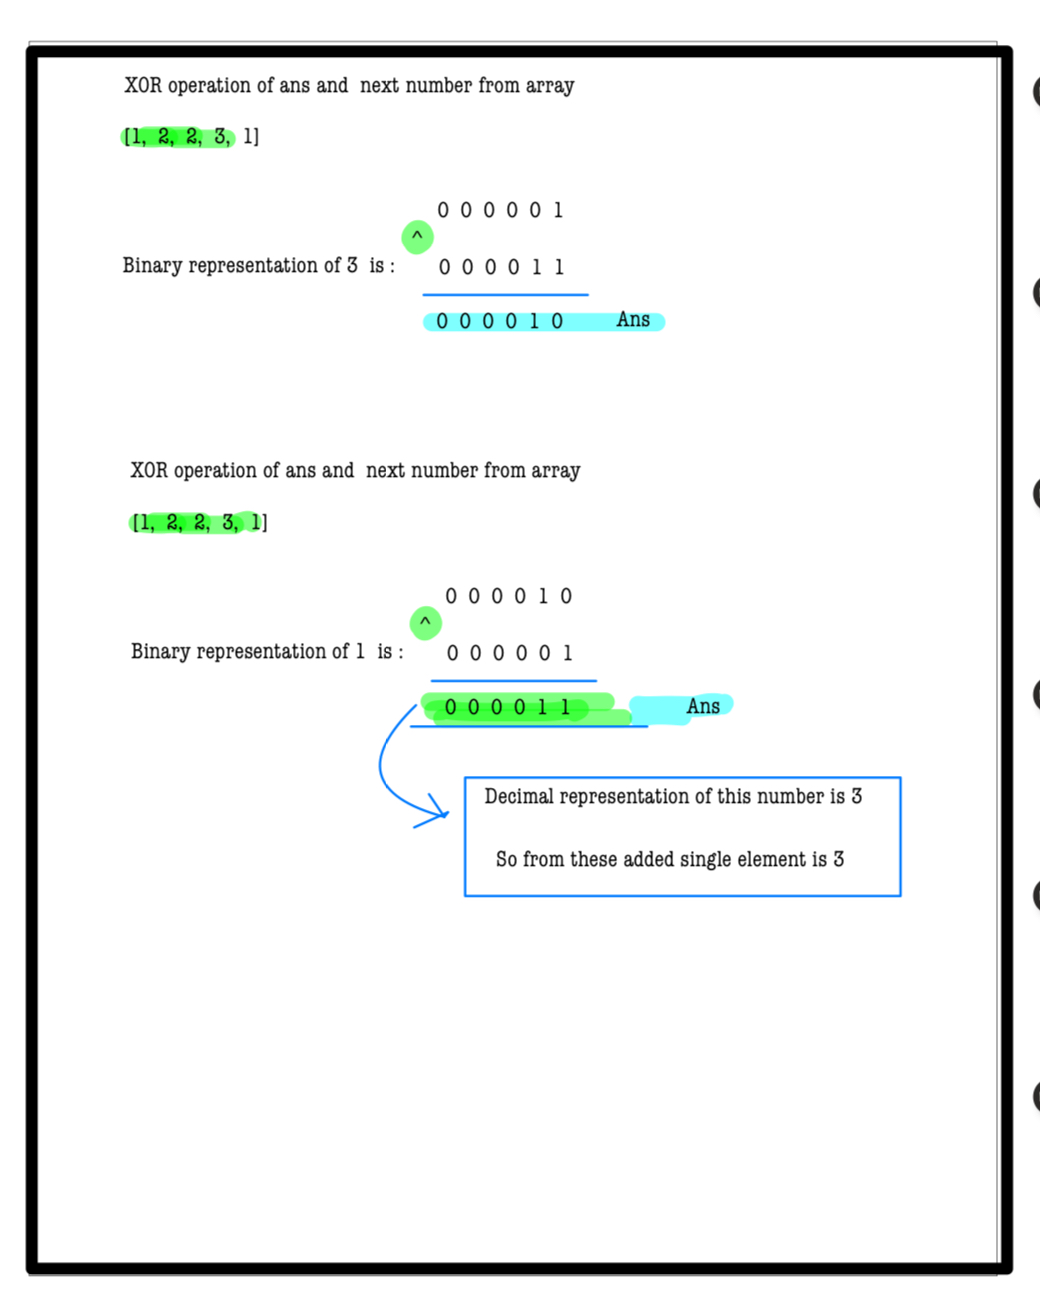 XOR operation of ans and next number from array
[1, 2, 2, 3, 1]
0 0 0 0 0 1
^
Binary representation of 3 is : 0 0 0 0 1 1
0 0 0 0 1 0 Ans
XOR operation of ans and next number from array
[1, 2, 2, 3, 1]
0 0 0 0 1 0
^
Binary representation of 1 is : 0 0 0 0 0 1
0 0 0 0 1 1 Ans
Decimal representation of this number is 3
So from these added single element is 3